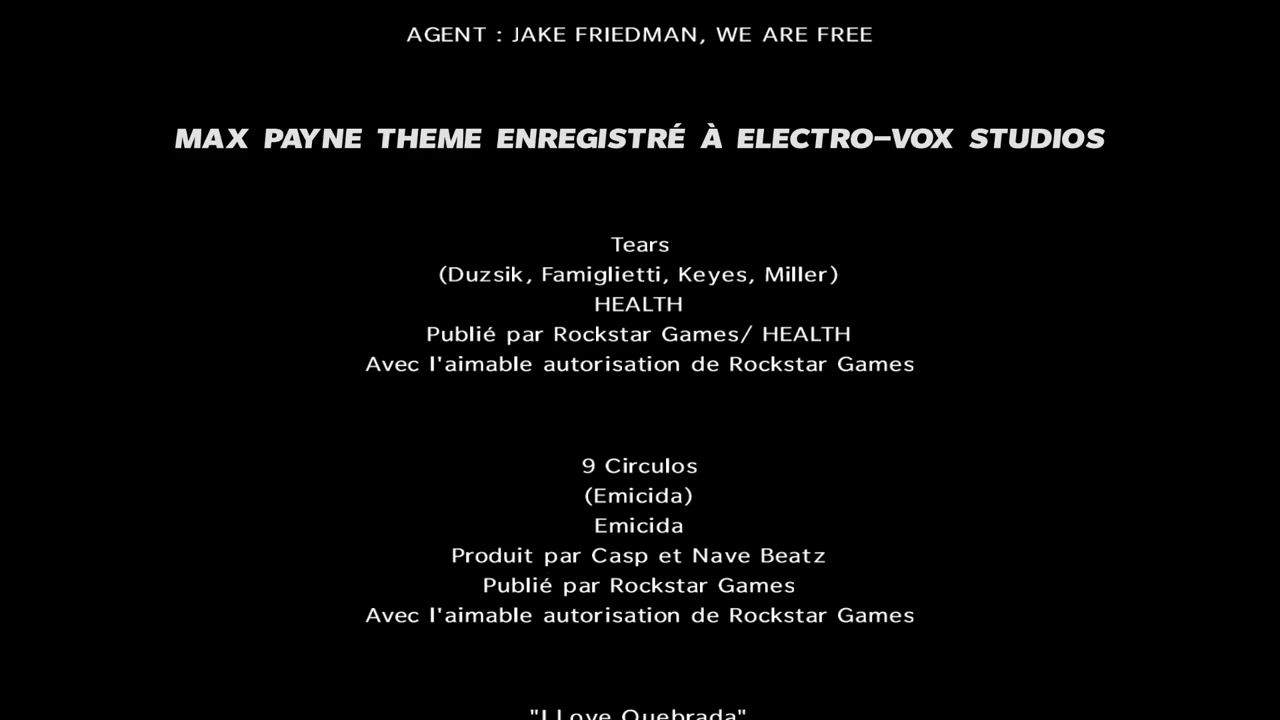 AGENT : JAKE FRIEDMAN, WE ARE FREE
MAX PAYNE THEME ENREGISTRÉ À ELECTRO-VOX STUDIOS
Tears
(Duzsik, Famiglietti, Keyes, Miller)
HEALTH
Publié par Rockstar Games/ HEALTH
Avec l'aimable autorisation de Rockstar Games
9 Circulos
(Emicida)
Emicida
Produit par Casp et Nave Beatz
Publié par Rockstar Games
Avec l'aimable autorisation de Rockstar Games
"I Love Quebrada"